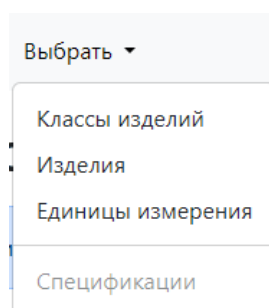 Выбрать
Классы изделий
Изделия
Единицы измерения
Спецификации